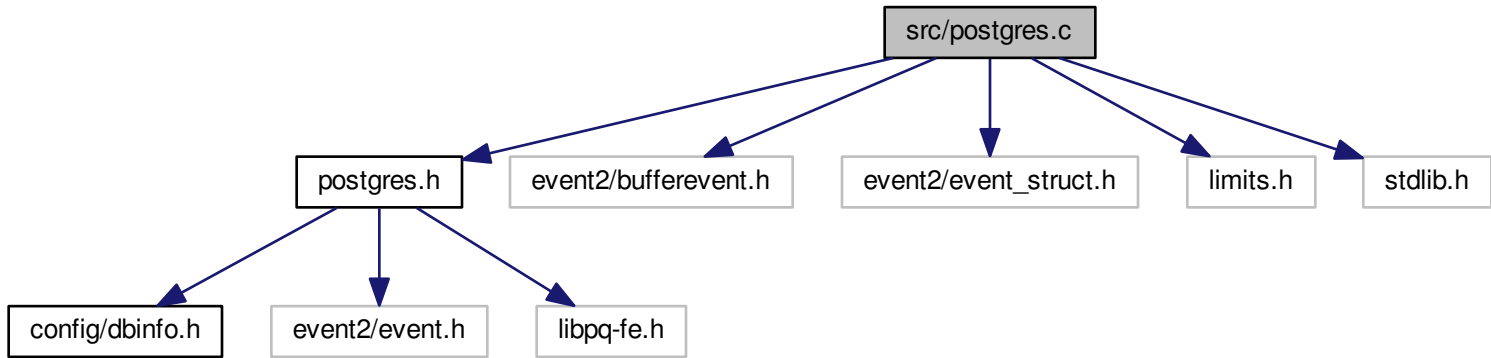 src/postgres.c
postgres.h
event2/bufferevent.h
event2/event_struct.h
limits.h
stdlib.h
config/dbinfo.h
event2/event.h
libpq-fe.h